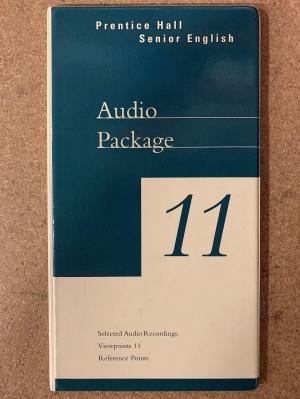 Prentice Hall
Senior English
Audio
Package
11
Selected Audio Recordings:
Viewpoints 11
Reference Points